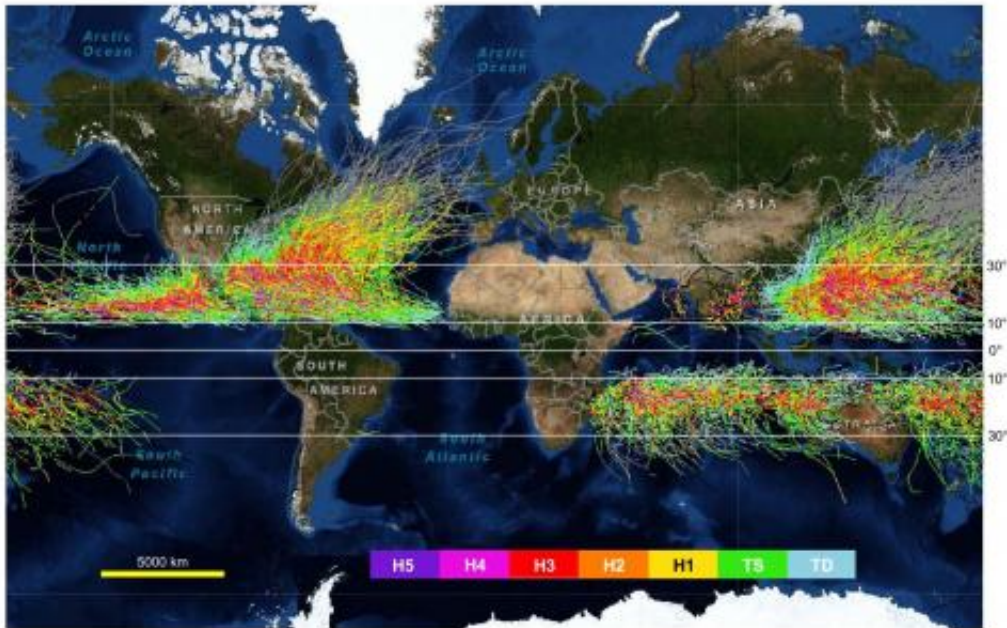 Arctic
Ocean
Arctic
Ocean
EUROPE
ASIA
NORTH
AMERICA
North
30°
AFRICA
10°
0°
SOUTH
AMERICA
10°
30°
South
Pacific
South
Atlantic
5000 km
H5 H4 H3 H2 H1 TS TD